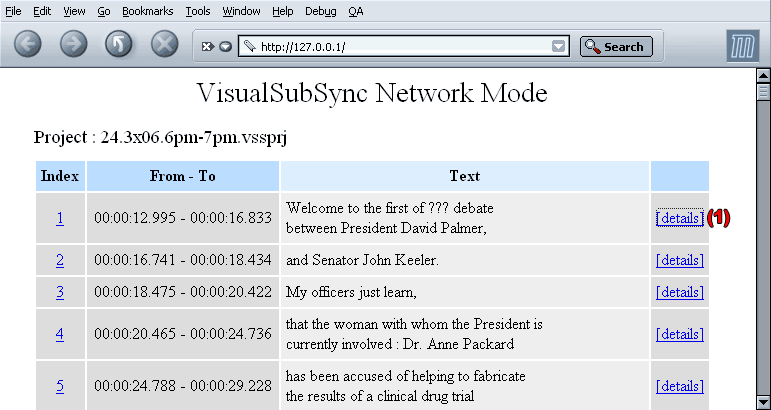 File Edit View Go Bookmarks Tools Window Help Debug QA
http://127.0.0.1/ Search
VisualSubSync Network Mode
Project : 24.3x06.6pm-7pm.vssprj
Index From - To Text
1 00:00:12.995 - 00:00:16.833 Welcome to the first of ??? debate [details] (1)
between President David Palmer,
2 00:00:16.741 - 00:00:18.434 and Senator John Keeler. [details]
3 00:00:18.475 - 00:00:20.422 My officers just learn, [details]
4 00:00:20.465 - 00:00:24.736 that the woman with whom the President is [details]
currently involved : Dr. Anne Packard
5 00:00:24.788 - 00:00:29.228 has been accused of helping to fabricate [details]
the results of a clinical drug trial